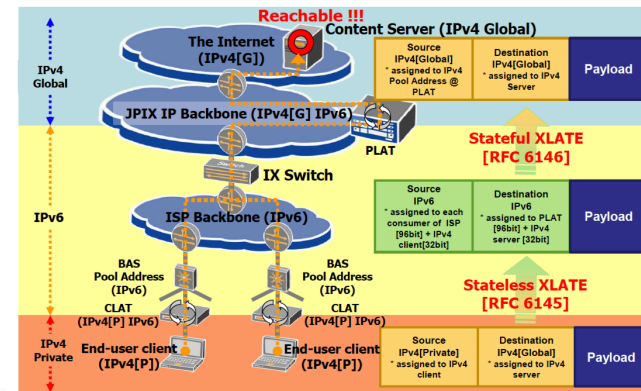 Reachable !!!
Content Server (IPv4 Global)
The Internet
(IPv4[G])
IPv4
Global
JPIX IP Backbone (IPv4[G] IPv6)
PLAT
Source
IPv4[Global]
* assigned to IPv4
Pool Address @
PLAT
Destination
IPv4[Global]
* assigned to IPv4
Server
Payload
Stateful XLATE
[RFC 6146]
Switch
IX Switch
IPv6
ISP Backbone (IPv6)
Source
IPv6
* assigned to each
consumer of ISP
[96bit] + IPv4
client[32bit]
Destination
IPv6
* assigned to PLAT
[96bit] + IPv4
server [32bit]
Payload
BAS
Pool Address
(IPv6)
BAS
Pool Address
(IPv6)
Stateless XLATE
[RFC 6145]
CLAT
(IPv4[P] IPv6)
CLAT
(IPv4[P] IPv6)
IPv4
Private
End-user client
(IPv4[P])
End-user client
(IPv4[P])
Source
IPv4[Private]
* assigned to IPv4
client
Destination
IPv4[Global]
* assigned to IPv4
server
Payload